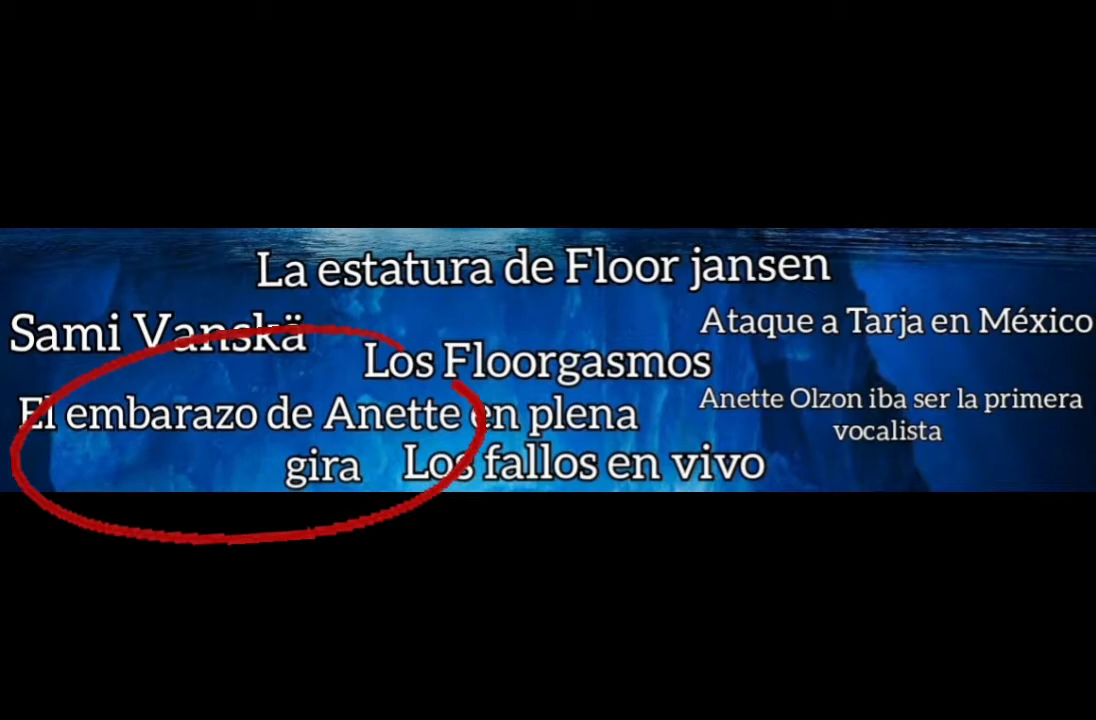 La estatura de Floor jansen
Sami Vanskä
Ataque a Tarja en México
Los Floorgasmos
El embarazo de Anette en plena
gira
Anette Olzon iba ser la primera
vocalista
Los fallos en vivo